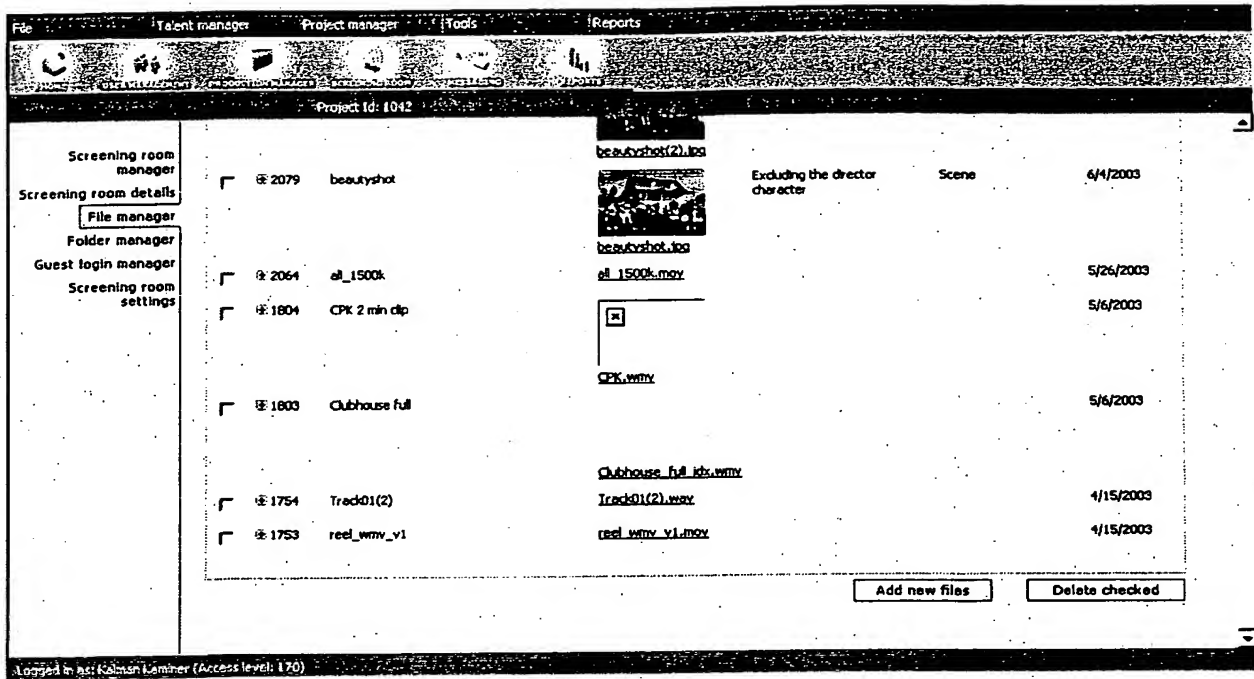 File Talent manager Project manager Tools Reports
Project Id: 1042
Screening room
manager
Screening room details
File manager
Folder manager
Guest login manager
Screening room
settings
beautyshot(2).jpg
2079 beautyshot Excluding the director Scene 6/4/2003
character
beautyshot.jpg
2064 all_1500k all_1500k.mov 5/26/2003
1804 CPK 2 min clip 5/6/2003
CPK.wmv
1803 Clubhouse full 5/6/2003
Clubhouse_full_idx.wmv
1754 Track01(2) Track01(2).wav 4/15/2003
1753 reel_wmv_v1 reel_wmv_v1.mov 4/15/2003
Add new files Delete checked
Logged in as: Kalman Kaminer (Access level: 170)